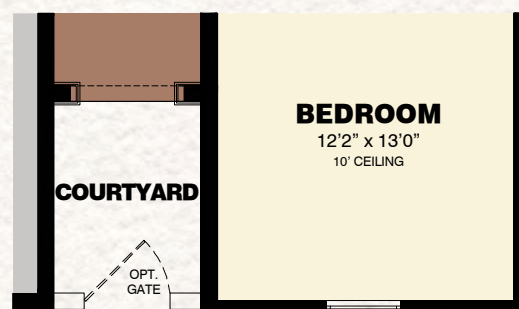 BEDROOM
12’2” x 13’0”
10’ CEILING
COURTYARD
OPT.
GATE